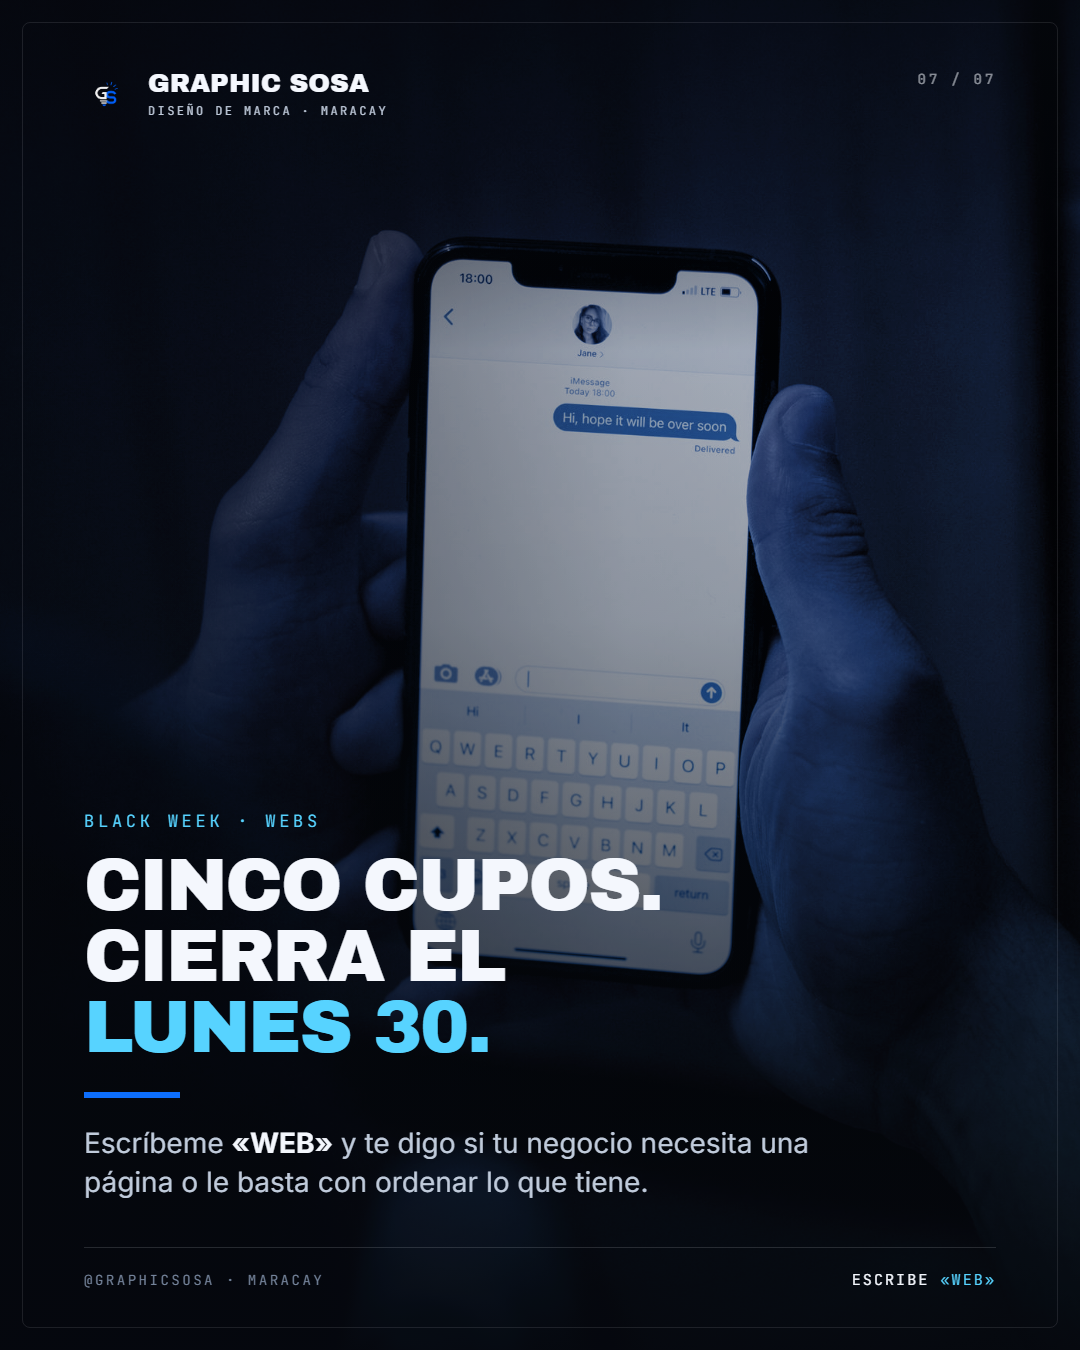 GS
GRAPHIC SOSA
DISEÑO DE MARCA · MARACAY
07 / 07
18:00
LTE
Jane
iMessage
Today 18:00
Hi, hope it will be over soon
Delivered
Hi I It
Q W E R T Y U I O P
A S D F G H J K L
Z X C V B N M
return
BLACK WEEK · WEBS
CINCO CUPOS.
CIERRA EL
LUNES 30.
Escríbeme «WEB» y te digo si tu negocio necesita una
página o le basta con ordenar lo que tiene.
@GRAPHICSOSA · MARACAY
ESCRIBE «WEB»